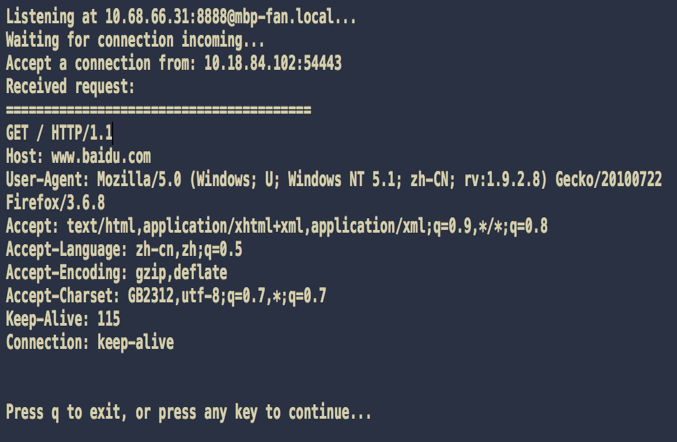 Listening at 10.68.66.31:8888@mbp-fan.local...
Waiting for connection incoming...
Accept a connection from: 10.18.84.102:54443
Received request:
========================================
GET / HTTP/1.1
Host: www.baidu.com
User-Agent: Mozilla/5.0 (Windows; U; Windows NT 5.1; zh-CN; rv:1.9.2.8) Gecko/20100722
Firefox/3.6.8
Accept: text/html,application/xhtml+xml,application/xml;q=0.9,*/*;q=0.8
Accept-Language: zh-cn,zh;q=0.5
Accept-Encoding: gzip,deflate
Accept-Charset: GB2312,utf-8;q=0.7,*;q=0.7
Keep-Alive: 115
Connection: keep-alive
Press q to exit, or press any key to continue...